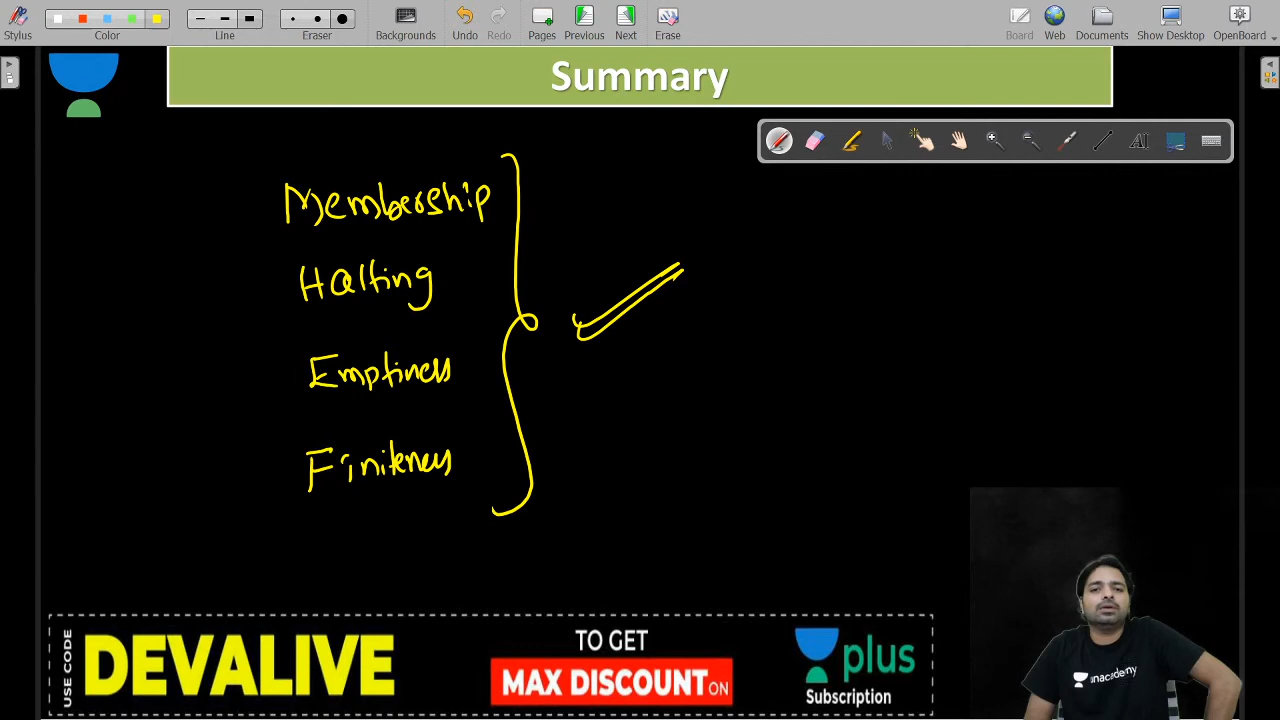 Stylus
Color
Line
Eraser
Backgrounds
Undo
Redo
Pages
Previous
Next
Erase
Board
Web
Documents
Show Desktop
OpenBoard
Summary
Membership
Halting
Emptiness
Finiteness
USE CODE
DEVALIVE
TO GET
MAX DISCOUNT ON
plus
Subscription
unacademy